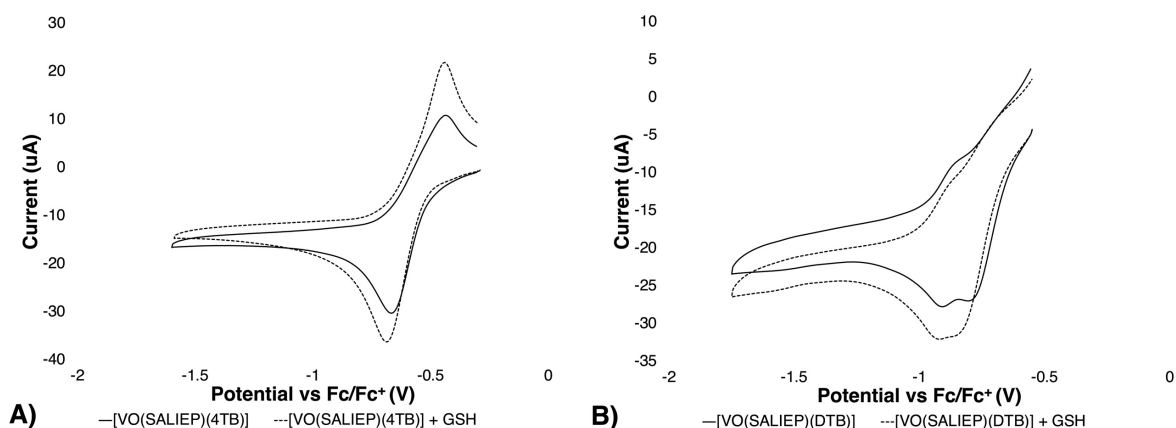 30
20
10
0
-10
-20
-30
-40
Current (uA)
-2 -1.5 -1 -0.5 0
Potential vs Fc/Fc⁺ (V)
A)
—[VO(SALIEP)(4TB)] ---[VO(SALIEP)(4TB)] + GSH
10
5
0
-5
-10
-15
-20
-25
-30
-35
Current (uA)
-2 -1.5 -1 -0.5 0
Potential vs Fc/Fc⁺ (V)
B)
—[VO(SALIEP)(DTB)] ---[VO(SALIEP)(DTB)] + GSH